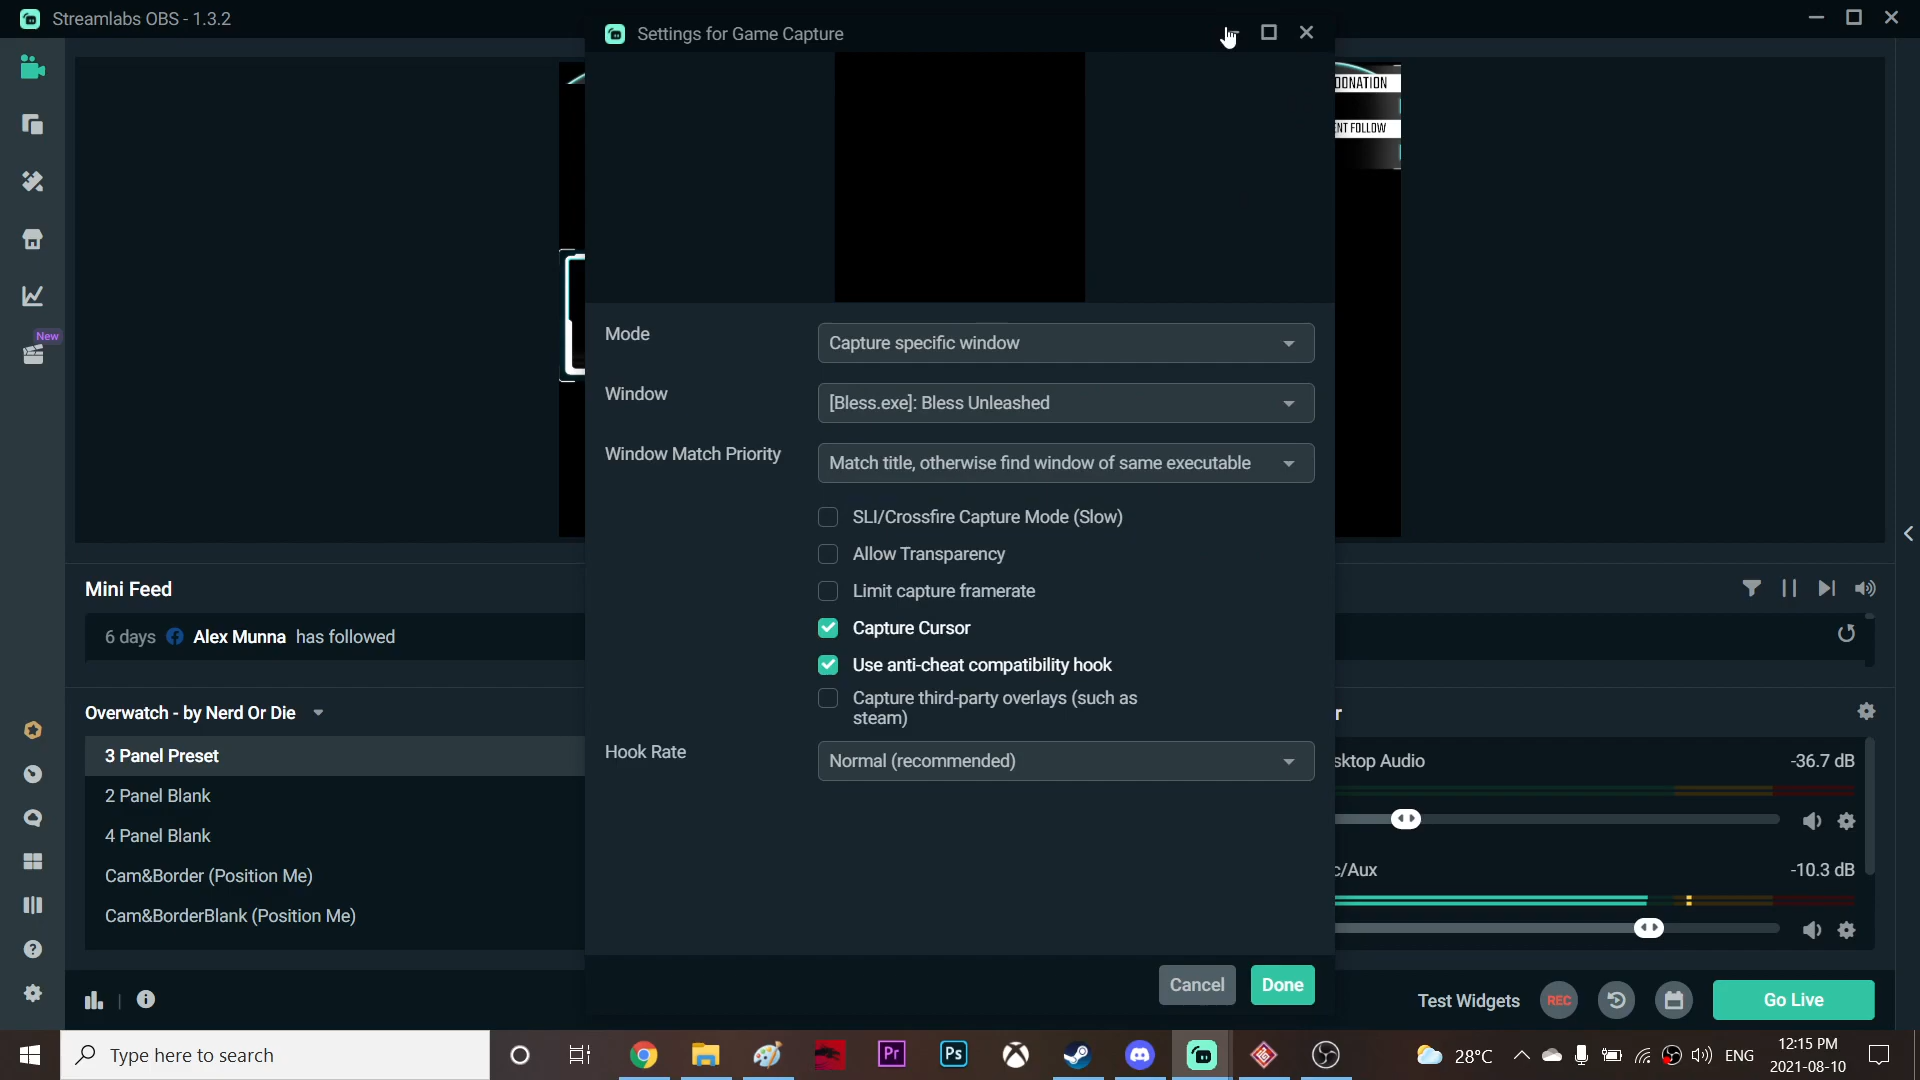 Streamlabs OBS - 1.3.2
Settings for Game Capture
DONATION
NT FOLLOW
Mode
Capture specific window
Window
[Bless.exe]: Bless Unleashed
Window Match Priority
Match title, otherwise find window of same executable
SLI/Crossfire Capture Mode (Slow)
Allow Transparency
Limit capture framerate
Capture Cursor
Use anti-cheat compatibility hook
Capture third-party overlays (such as
steam)
Hook Rate
Normal (recommended)
Cancel
Done
New
Mini Feed
6 days Alex Munna has followed
Overwatch - by Nerd Or Die
3 Panel Preset
2 Panel Blank
4 Panel Blank
Cam&Border (Position Me)
Cam&BorderBlank (Position Me)
r
sktop Audio
-36.7 dB
c/Aux
-10.3 dB
Test Widgets
REC
Go Live
Type here to search
Pr
Ps
28°C
ENG
12:15 PM
2021-08-10